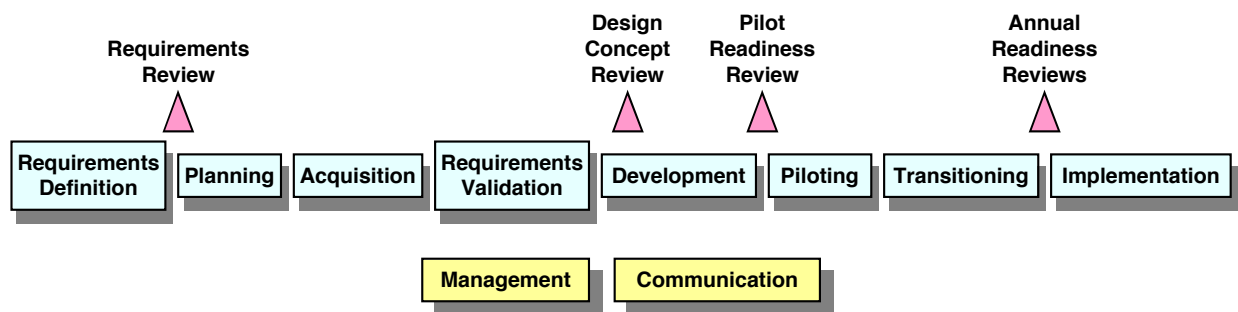 Requirements
Review
Design
Concept
Review
Pilot
Readiness
Review
Annual
Readiness
Reviews
Requirements
Definition
Planning
Acquisition
Requirements
Validation
Development
Piloting
Transitioning
Implementation
Management
Communication